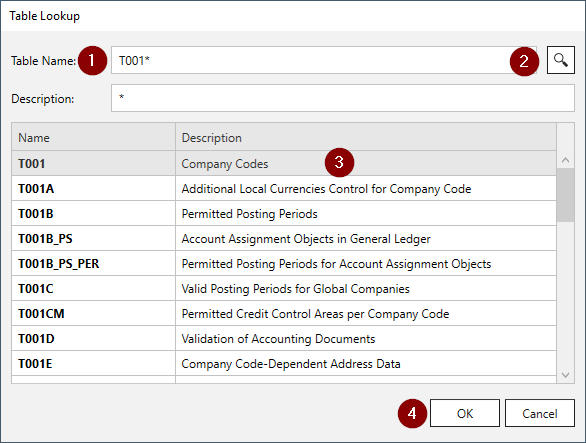 Table Lookup
Table Name: 1 T001* 2
Description: *
Name Description
T001 Company Codes 3
T001A Additional Local Currencies Control for Company Code
T001B Permitted Posting Periods
T001B_PS Account Assignment Objects in General Ledger
T001B_PS_PER Permitted Posting Periods for Account Assignment Objects
T001C Valid Posting Periods for Global Companies
T001CM Permitted Credit Control Areas per Company Code
T001D Validation of Accounting Documents
T001E Company Code-Dependent Address Data
4 OK Cancel